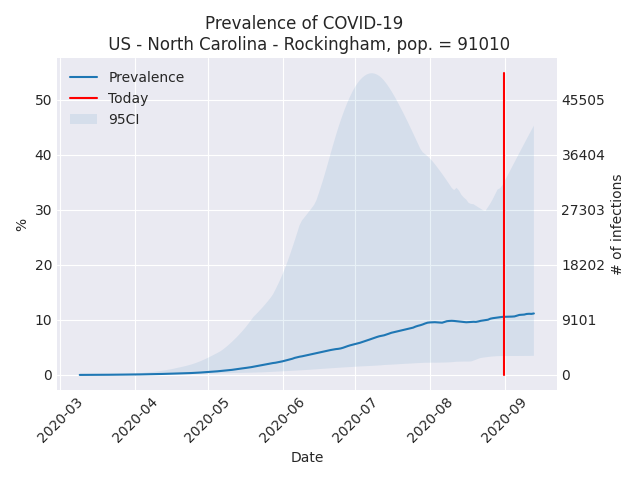 Prevalence of COVID-19
US - North Carolina - Rockingham, pop. = 91010
Prevalence
Today
95CI
%
50
40
30
20
10
0
45505
36404
27303
18202
9101
0
# of infections
2020-03
2020-04
2020-05
2020-06
2020-07
2020-08
2020-09
Date